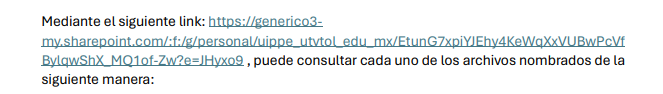 Mediante el siguiente link: https://generico3-
my.sharepoint.com/:f:/g/personal/uippe_utvtol_edu_mx/EtunG7xpiYJEhy4KeWqXxVUBwPcVf
BylqwShX_MQ1of-Zw?e=JHyxo9 , puede consultar cada uno de los archivos nombrados de la
siguiente manera: